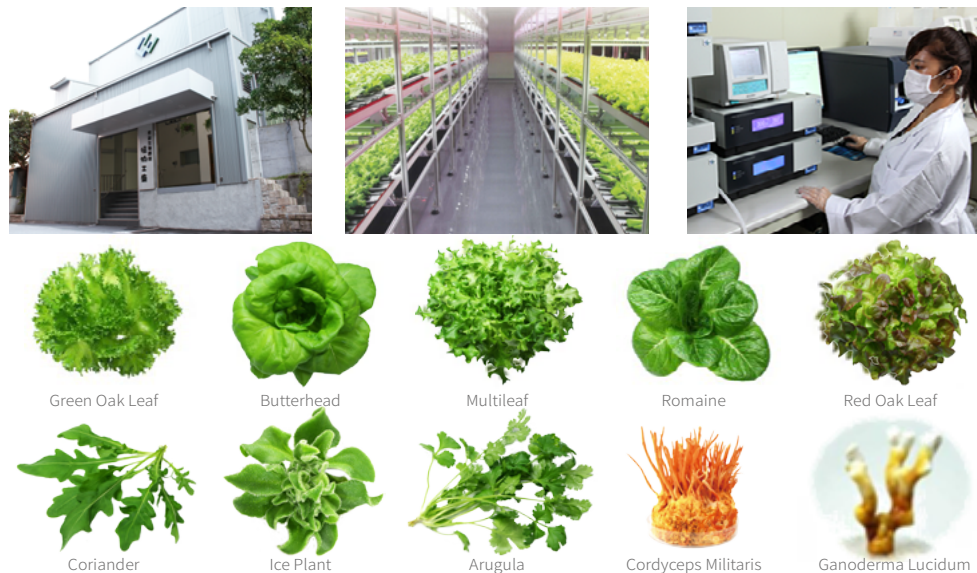 Green Oak Leaf
Butterhead
Multileaf
Romaine
Red Oak Leaf
Coriander
Ice Plant
Arugula
Cordyceps Militaris
Ganoderma Lucidum